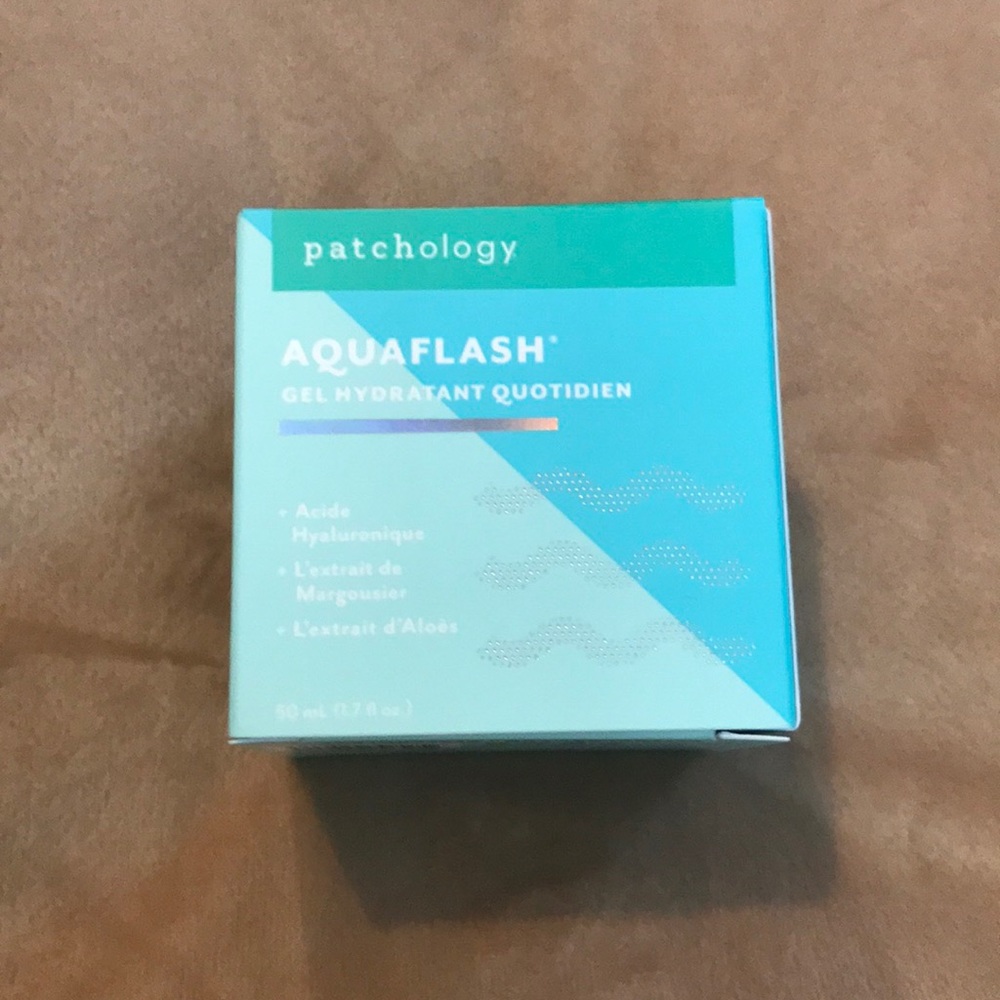 patchology
AQUAFLASH®
GEL HYDRATANT QUOTIDIEN
+ Acide
Hyaluronique
+ L'extrait de
Margousier
+ L'extrait d'Aloès
50 mL (1.7 fl oz.)